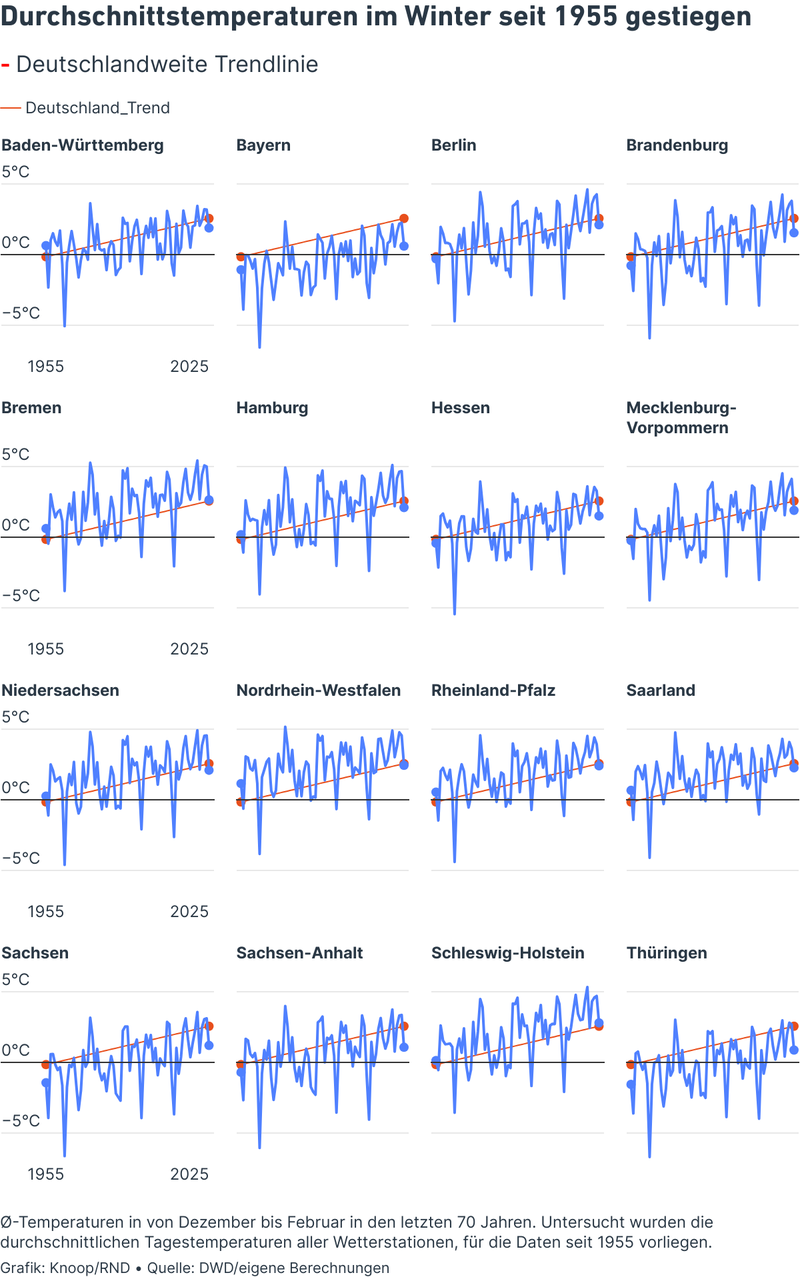 Durchschnittstemperaturen im Winter seit 1955 gestiegen
- Deutschlandweite Trendlinie
Deutschland_Trend
Baden-Württemberg
Bayern
Berlin
Brandenburg
5°C
0°C
−5°C
1955
2025
Bremen
Hamburg
Hessen
Mecklenburg-
Vorpommern
5°C
0°C
−5°C
1955
2025
Niedersachsen
Nordrhein-Westfalen
Rheinland-Pfalz
Saarland
5°C
0°C
−5°C
1955
2025
Sachsen
Sachsen-Anhalt
Schleswig-Holstein
Thüringen
5°C
0°C
−5°C
1955
2025
Ø-Temperaturen in von Dezember bis Februar in den letzten 70 Jahren. Untersucht wurden die
durchschnittlichen Tagestemperaturen aller Wetterstationen, für die Daten seit 1955 vorliegen.
Grafik: Knoop/RND • Quelle: DWD/eigene Berechnungen